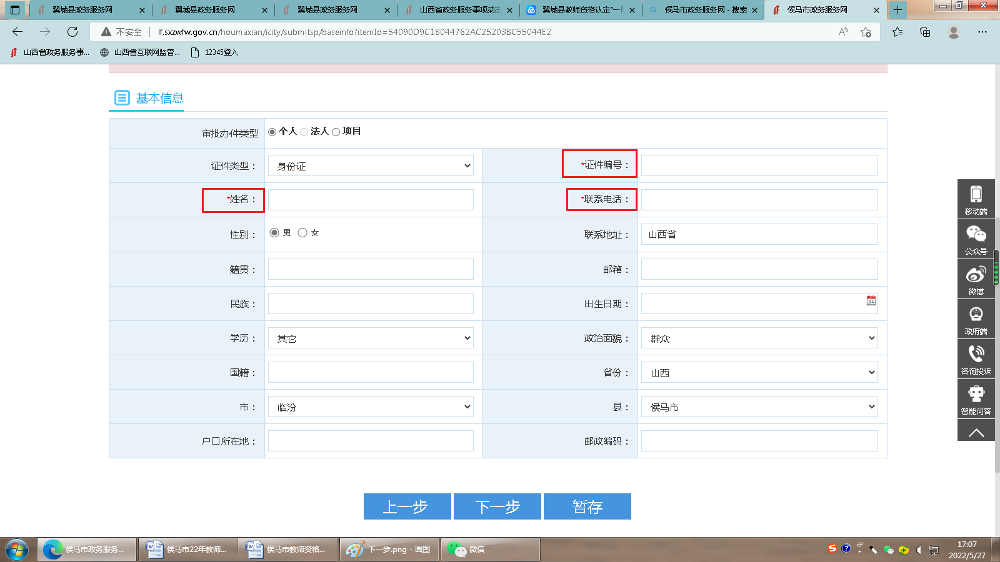 翼城县政务服务网
翼城县政务服务网
翼城县政务服务网
山西省政务服务事项动态
翼城县教师资格认定“一网
侯马市政务服务网 - 搜索
侯马市政务服务网
不安全
lf.sxzwfw.gov.cn/houmaxian/icity/submitsp/baseinfo?itemId=54090D9C18044762AC25203BC55044E2
山西省政务服务事...
山西省互联网监管...
12345登入
基本信息
审批办件类型 个人 法人 项目
证件类型： 身份证 *证件编号：
*姓名： *联系电话：
性别： 男 女 联系地址： 山西省
籍贯： 邮箱：
民族： 出生日期： 31
学历： 其它 政治面貌： 群众
国籍： 省份： 山西
市： 临汾 县： 侯马市
户口所在地： 邮政编码：
上一步 下一步 暂存
移动端
公众号
微博
政府端
咨询投诉
智能问答
侯马市政务服务...
侯马市22年教师...
侯马市教师资格...
下一步.png - 画图
微信
17:07
2022/5/27